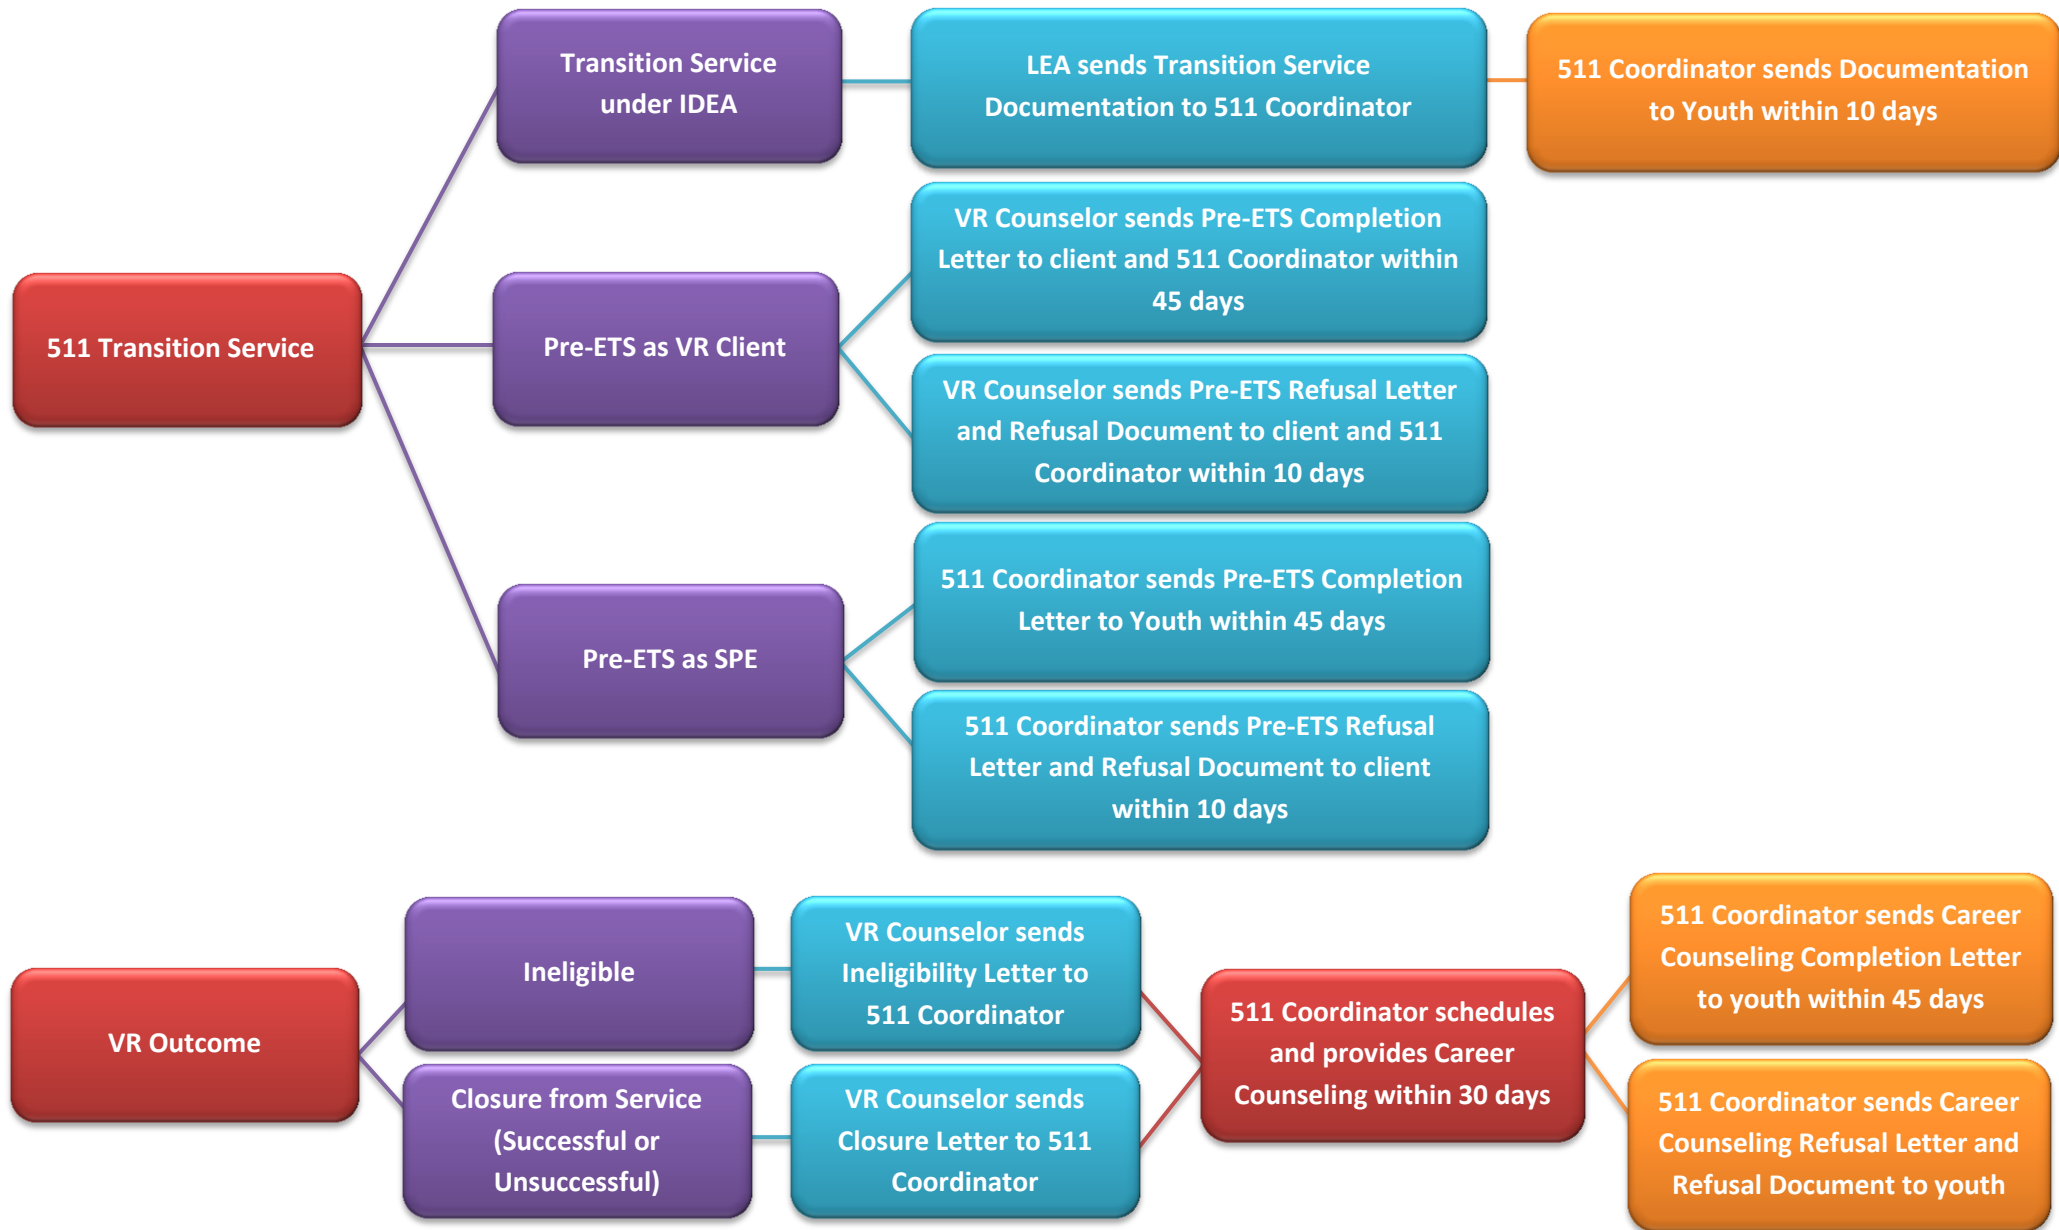 511 Transition Service
Transition Service
under IDEA
LEA sends Transition Service
Documentation to 511 Coordinator
511 Coordinator sends Documentation
to Youth within 10 days
Pre-ETS as VR Client
VR Counselor sends Pre-ETS Completion
Letter to client and 511 Coordinator within
45 days
VR Counselor sends Pre-ETS Refusal Letter
and Refusal Document to client and 511
Coordinator within 10 days
Pre-ETS as SPE
511 Coordinator sends Pre-ETS Completion
Letter to Youth within 45 days
511 Coordinator sends Pre-ETS Refusal
Letter and Refusal Document to client
within 10 days
VR Outcome
Ineligible
VR Counselor sends
Ineligibility Letter to
511 Coordinator
Closure from Service
(Successful or
Unsuccessful)
VR Counselor sends
Closure Letter to 511
Coordinator
511 Coordinator schedules
and provides Career
Counseling within 30 days
511 Coordinator sends Career
Counseling Completion Letter
to youth within 45 days
511 Coordinator sends Career
Counseling Refusal Letter and
Refusal Document to youth